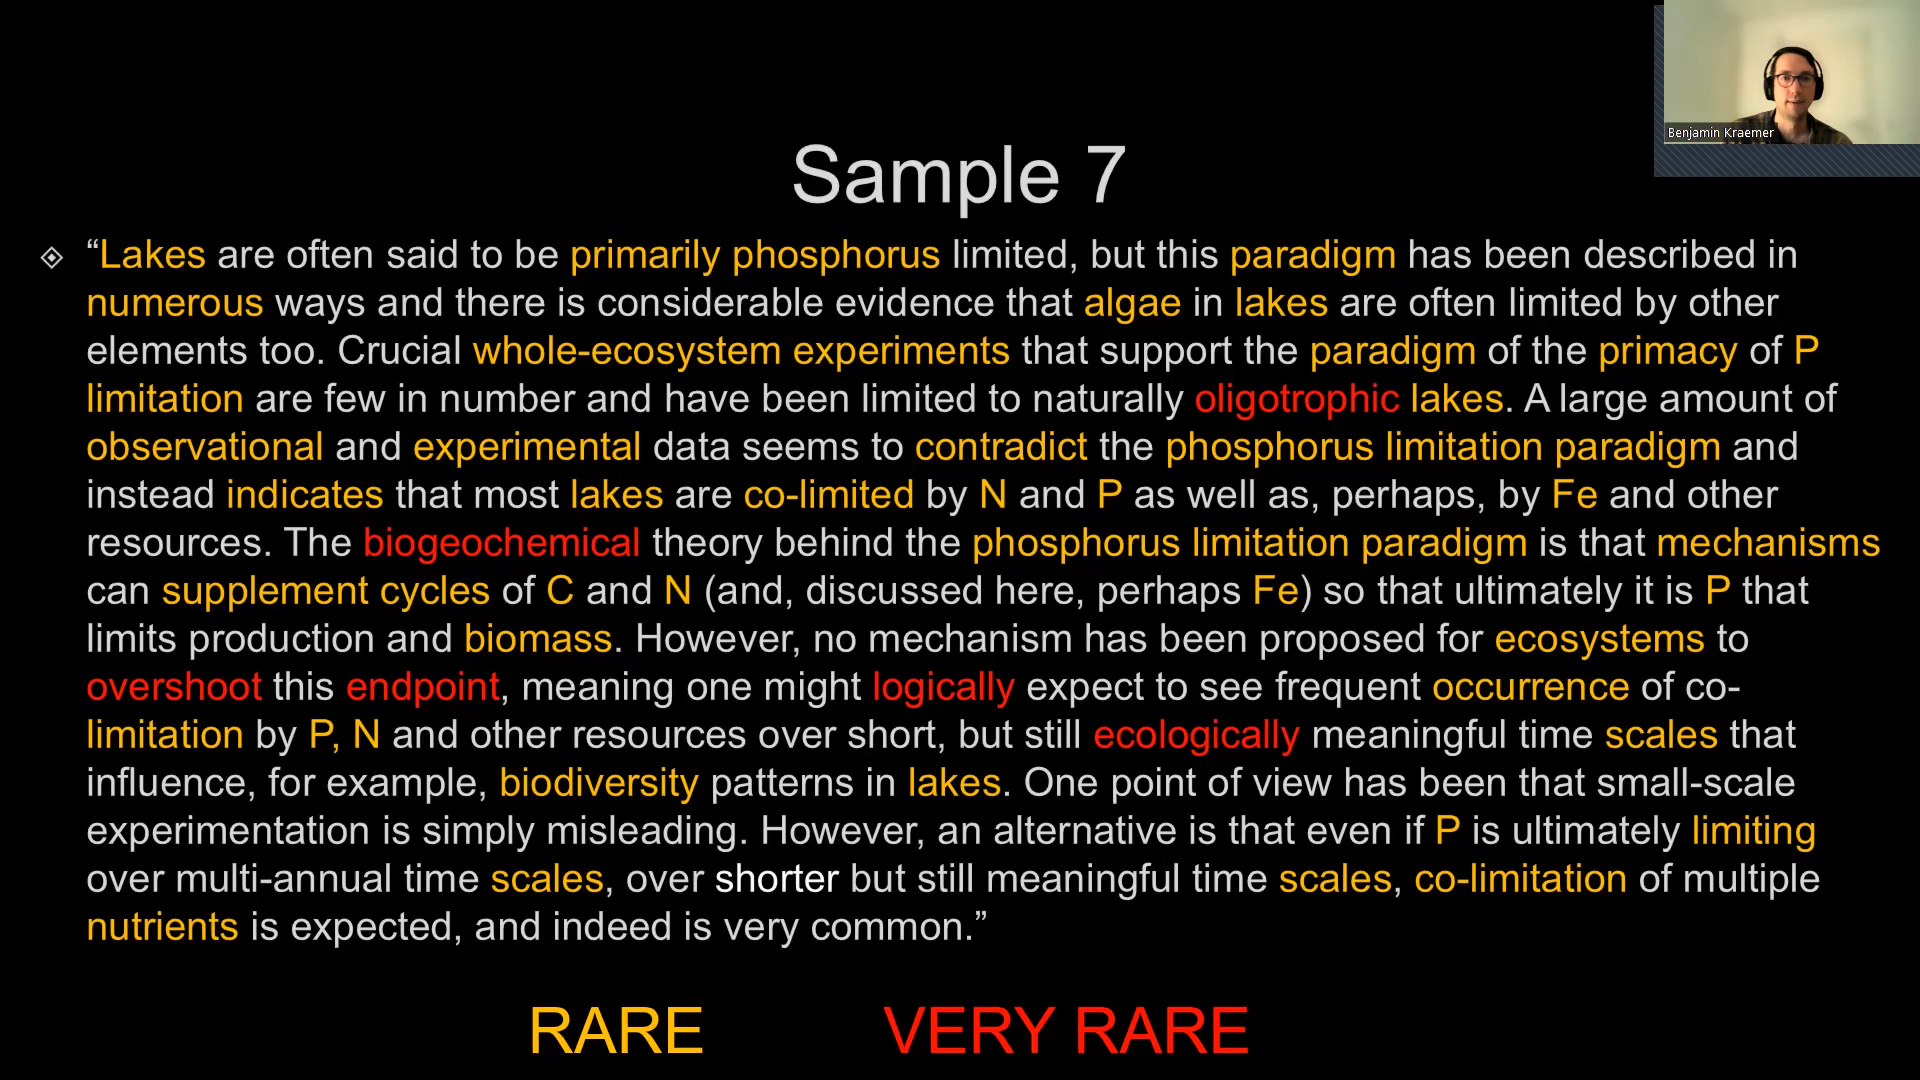 Benjamin Kraemer
Sample 7
“Lakes are often said to be primarily phosphorus limited, but this paradigm has been described in
numerous ways and there is considerable evidence that algae in lakes are often limited by other
elements too. Crucial whole-ecosystem experiments that support the paradigm of the primacy of P
limitation are few in number and have been limited to naturally oligotrophic lakes. A large amount of
observational and experimental data seems to contradict the phosphorus limitation paradigm and
instead indicates that most lakes are co-limited by N and P as well as, perhaps, by Fe and other
resources. The biogeochemical theory behind the phosphorus limitation paradigm is that mechanisms
can supplement cycles of C and N (and, discussed here, perhaps Fe) so that ultimately it is P that
limits production and biomass. However, no mechanism has been proposed for ecosystems to
overshoot this endpoint, meaning one might logically expect to see frequent occurrence of co-
limitation by P, N and other resources over short, but still ecologically meaningful time scales that
influence, for example, biodiversity patterns in lakes. One point of view has been that small-scale
experimentation is simply misleading. However, an alternative is that even if P is ultimately limiting
over multi-annual time scales, over shorter but still meaningful time scales, co-limitation of multiple
nutrients is expected, and indeed is very common.”
RARE VERY RARE